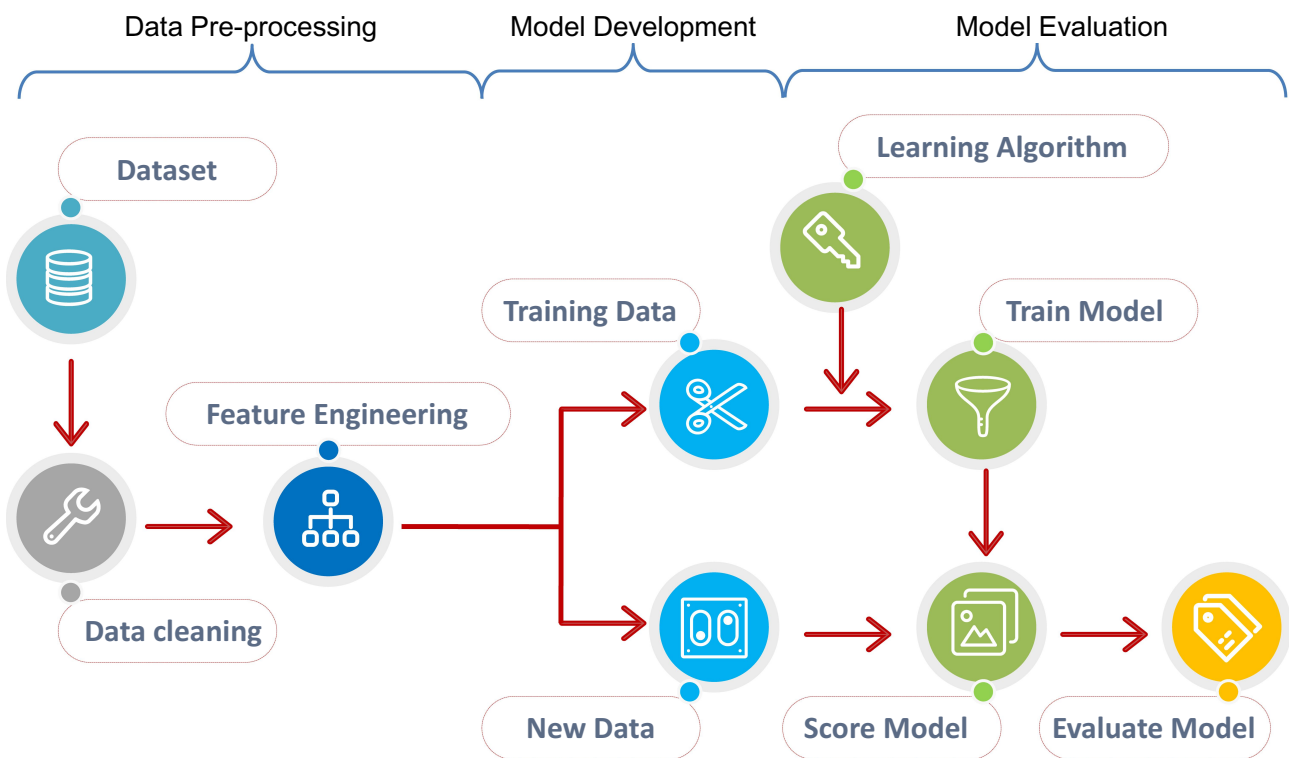 Data Pre-processing
Model Development
Model Evaluation
Learning Algorithm
Dataset
Training Data
Train Model
Feature Engineering
Data cleaning
New Data
Score Model
Evaluate Model